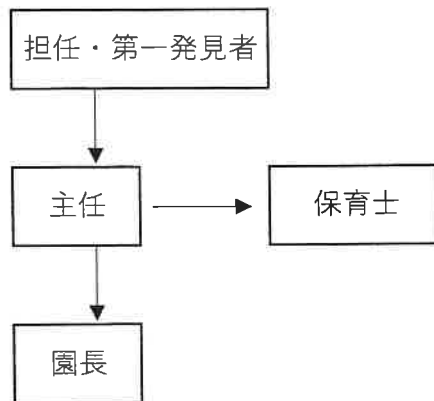 担任・第一発見者
主任
保育士
園長